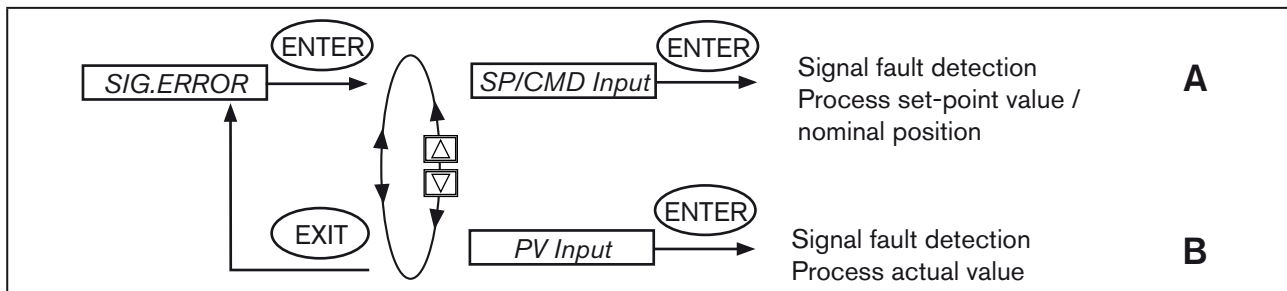 ENTER
SIG.ERROR
EXIT
SP/CMD Input
ENTER
Signal fault detection
Process set-point value /
nominal position
A
PV Input
ENTER
Signal fault detection
Process actual value
B